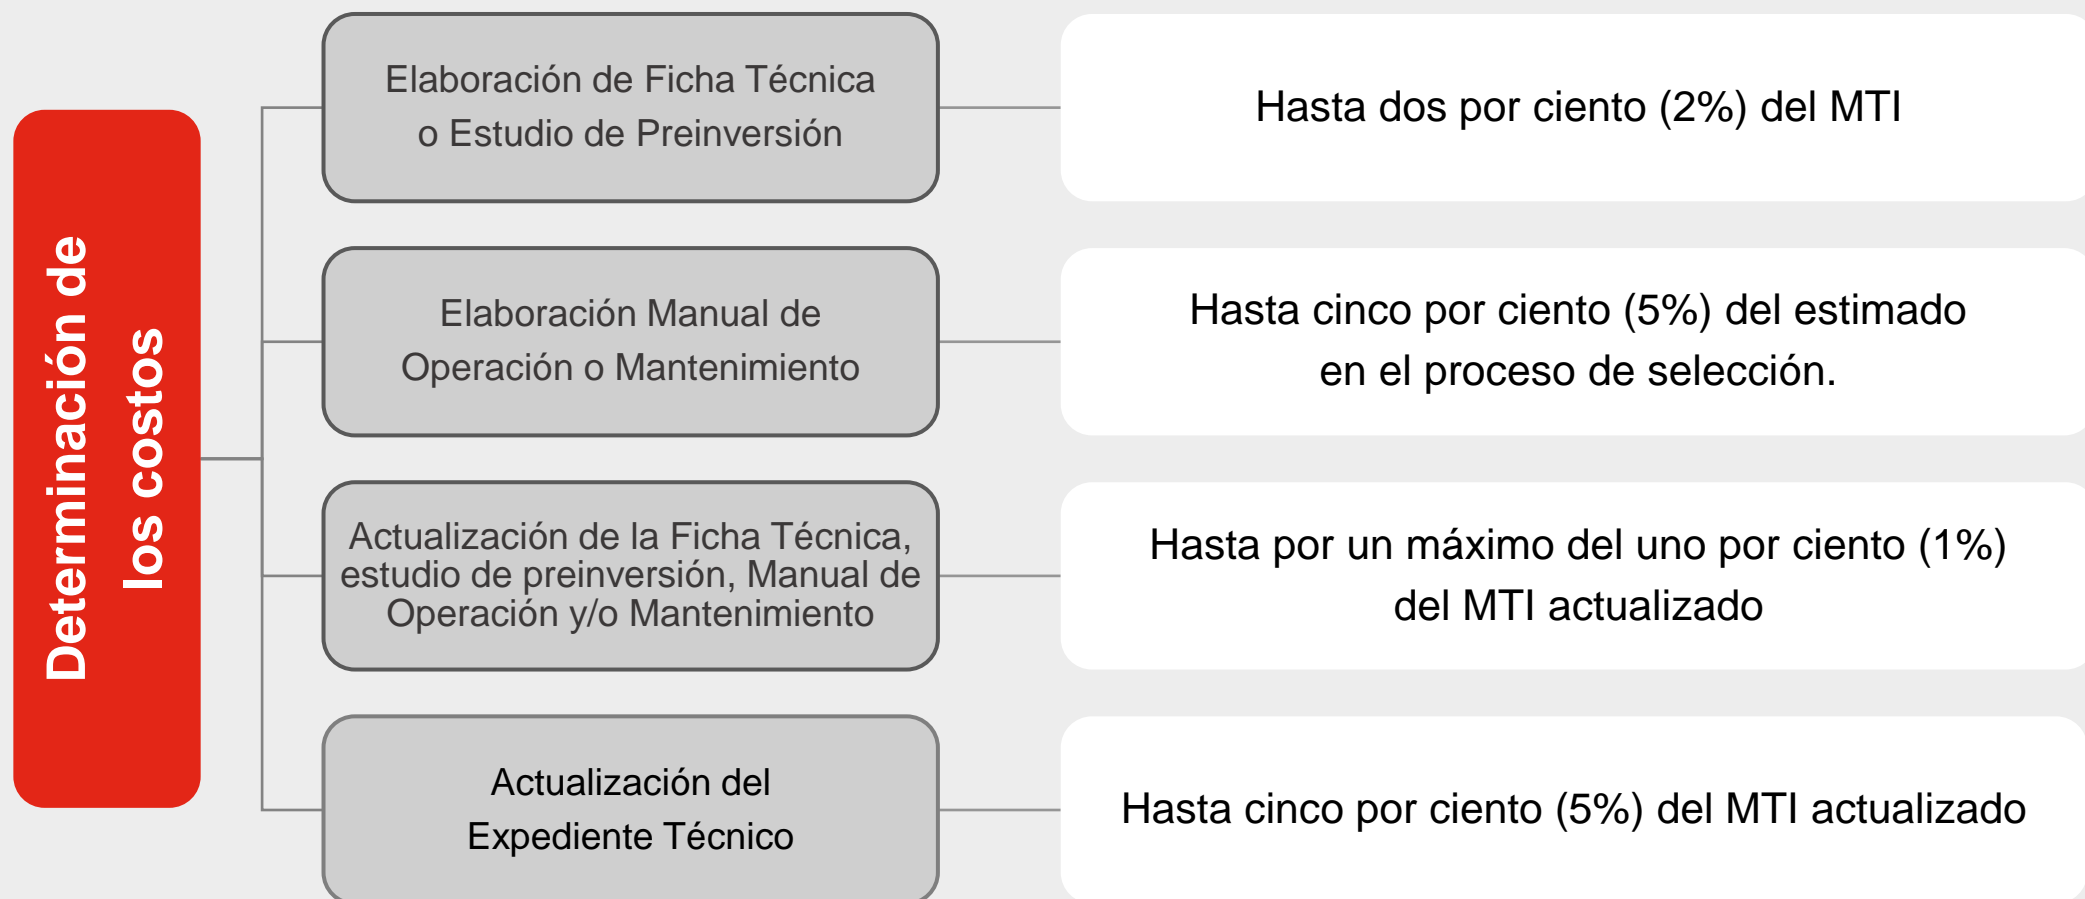 Determinación de
los costos
Elaboración de Ficha Técnica
o Estudio de Preinversión
Hasta dos por ciento (2%) del MTI
Elaboración Manual de
Operación o Mantenimiento
Hasta cinco por ciento (5%) del estimado
en el proceso de selección.
Actualización de la Ficha Técnica,
estudio de preinversión, Manual de
Operación y/o Mantenimiento
Hasta por un máximo del uno por ciento (1%)
del MTI actualizado
Actualización del
Expediente Técnico
Hasta cinco por ciento (5%) del MTI actualizado